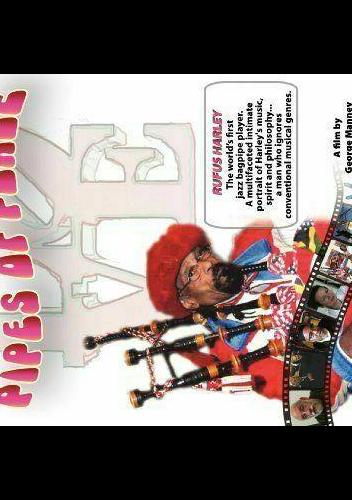 PIPES OF PEACE
RUFUS HARLEY
The world's first
jazz bagpipe player.
A multifaceted intimate
portrait of Harley's music,
spirit and philosophy...
a man who ignores
conventional musical genres.
A film by
George Manney